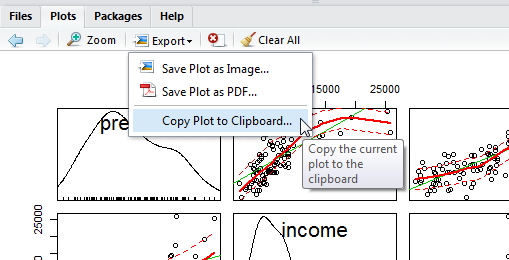 Files Plots Packages Help
Zoom Export Clear All
Save Plot as Image...
Save Plot as PDF...
Copy Plot to Clipboard...
15000 25000
Copy the current
plot to the
clipboard
income
25000